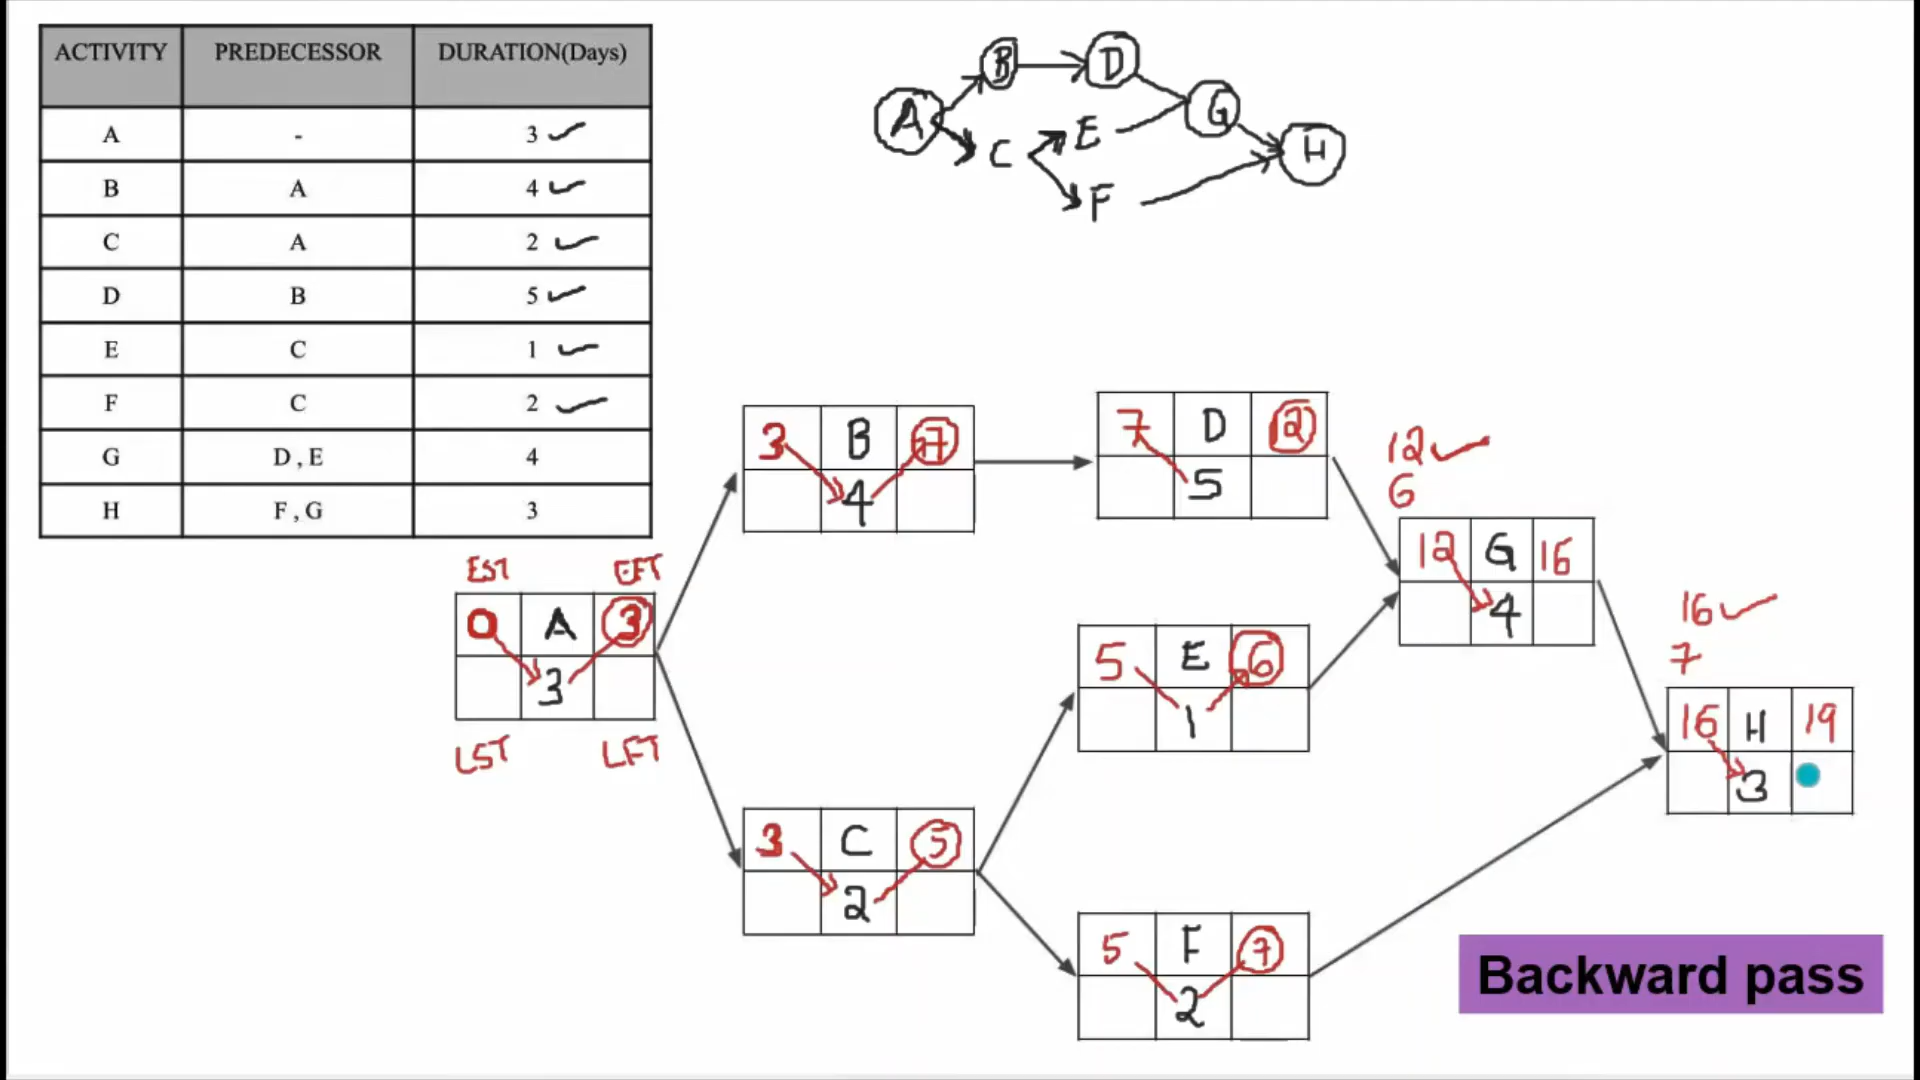 ACTIVITY PREDECESSOR DURATION(Days)
A - 3
B A 4
C A 2
D B 5
E C 1
F C 2
G D , E 4
H F , G 3
B D
A G
C E H
F
EST EFT
0 A 3
3
LST LFT
3 B 7
4
7 D 12
5
3 C 5
2
5 E 6
1
5 F 7
2
12
6
12 G 16
4
16
7
16 H 19
3
Backward pass